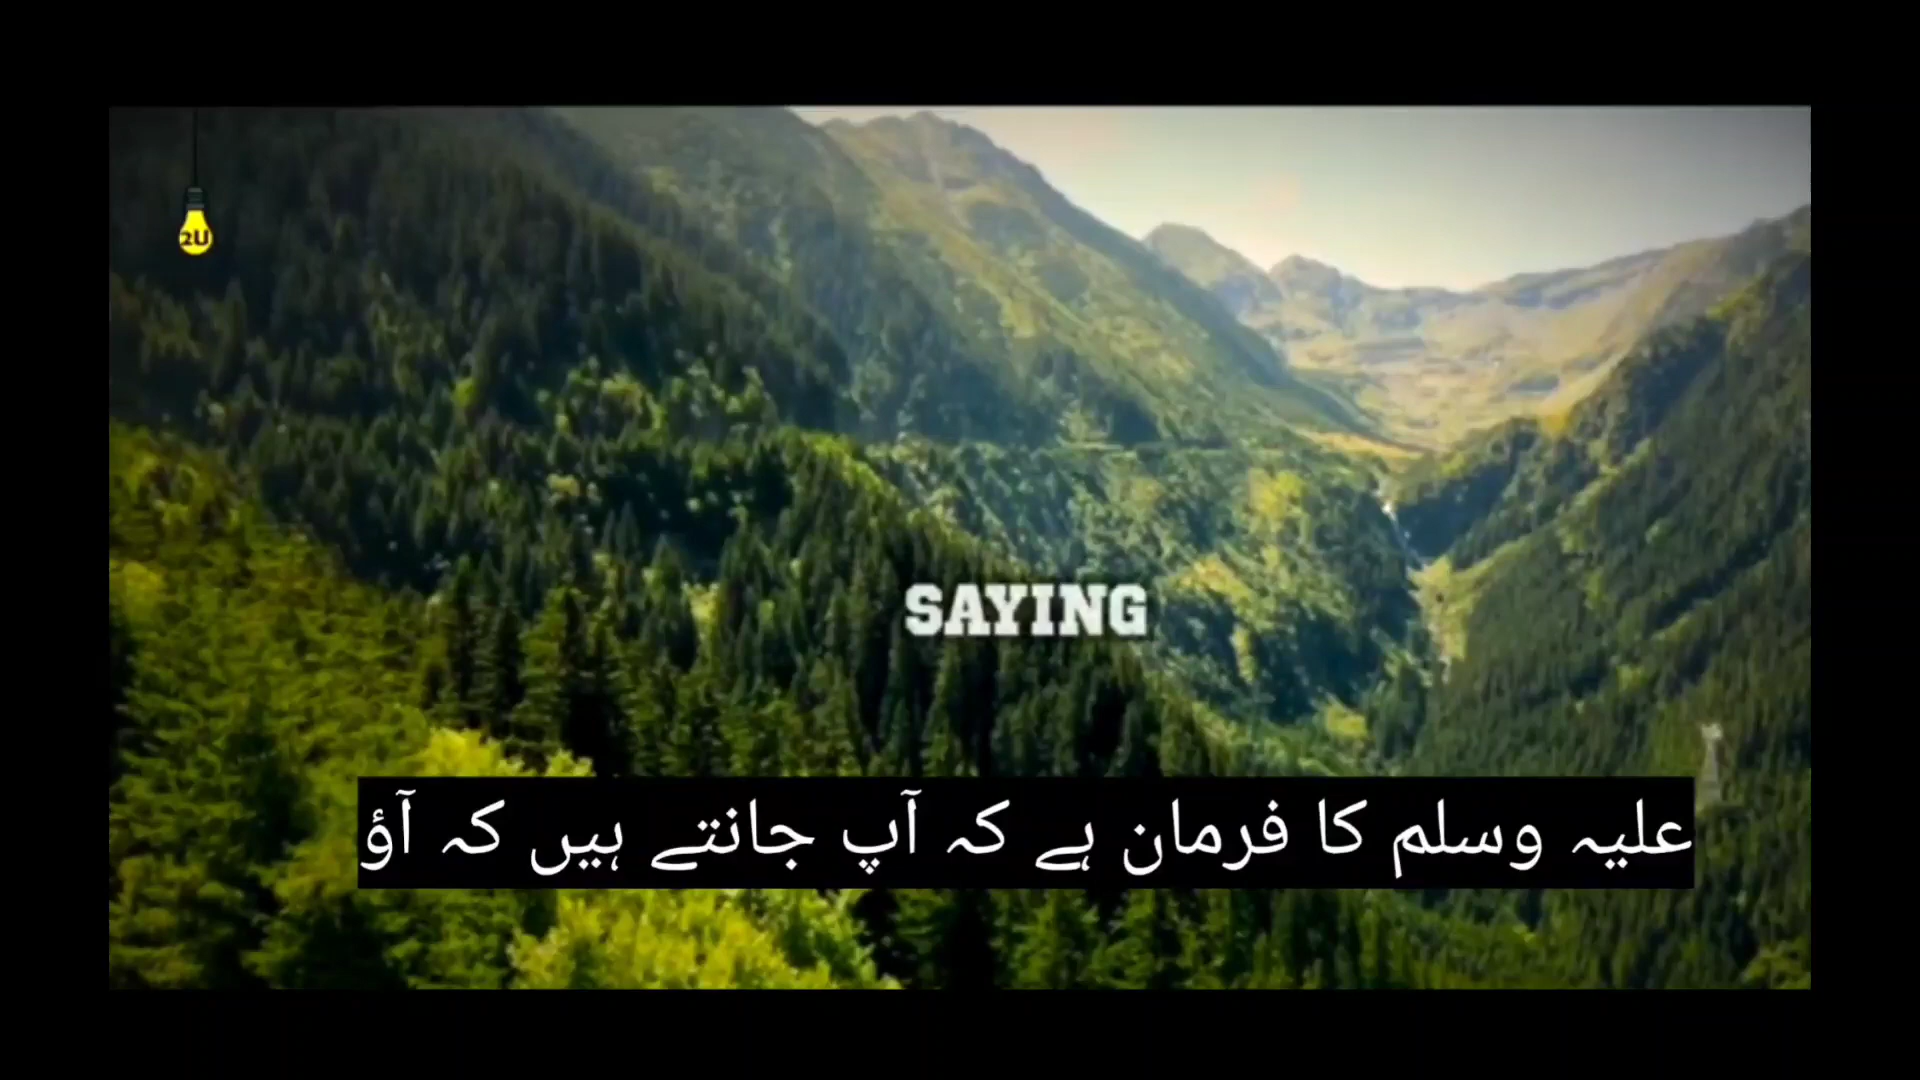 2U
SAYING
علیہ وسلم کا فرمان ہے کہ آپ جانتے ہیں کہ آؤ